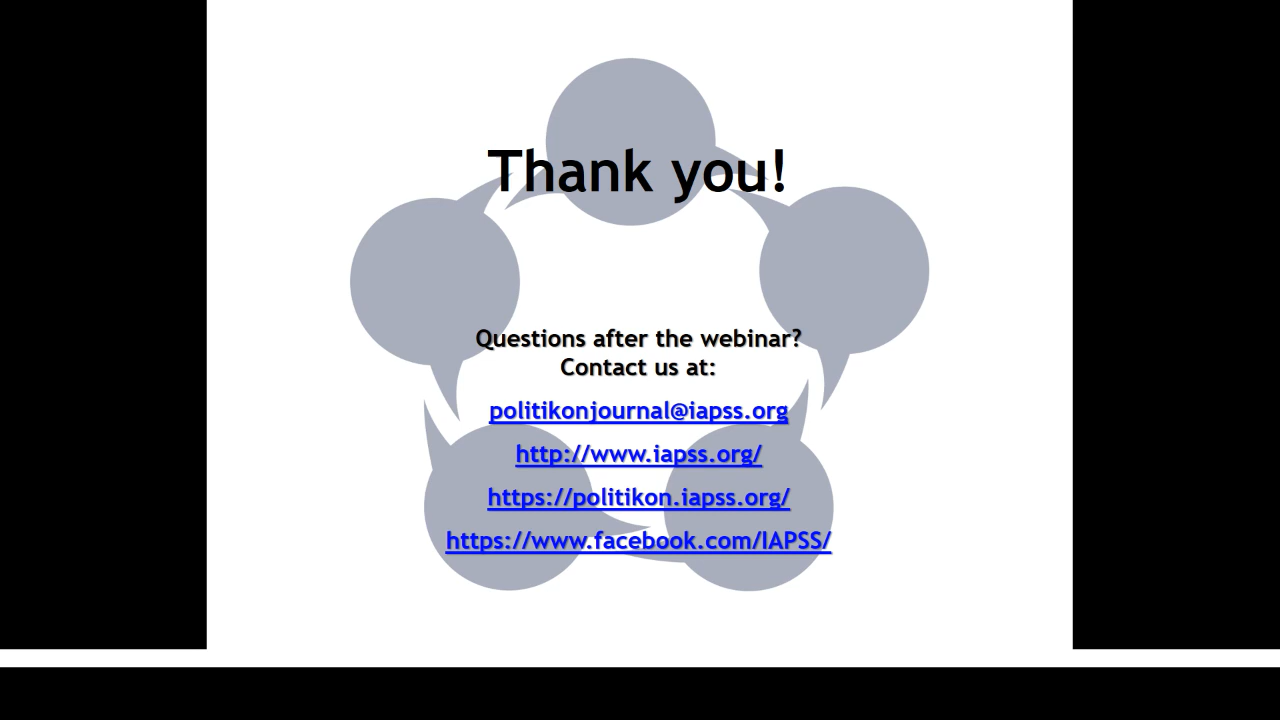 Thank you!
Questions after the webinar?
Contact us at:
politikonjournal@iapss.org
http://www.iapss.org/
https://politikon.iapss.org/
https://www.facebook.com/IAPSS/